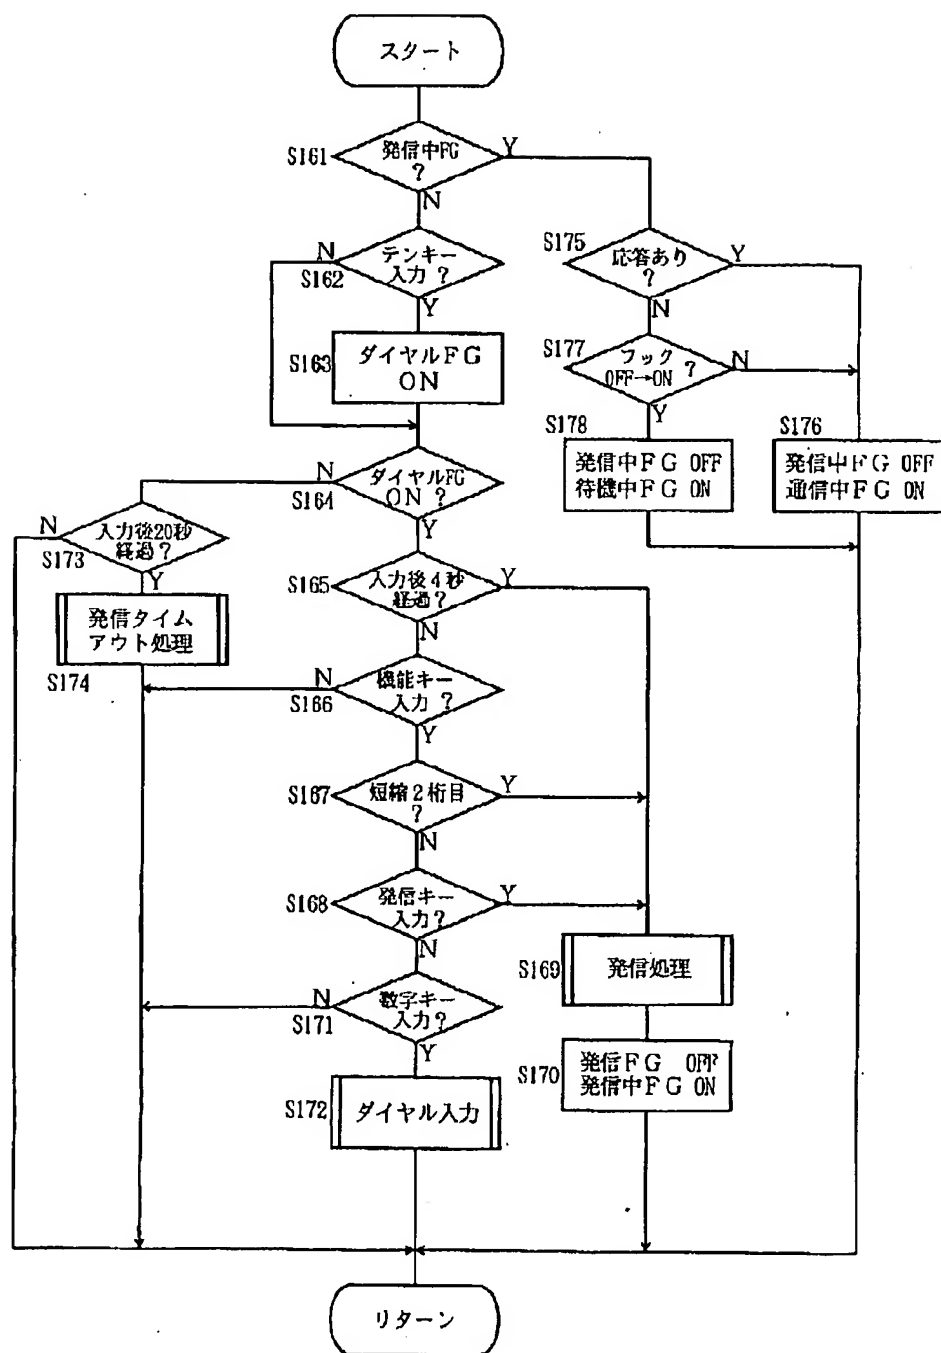 スタート
S161
発信中FG
?
Y
N
S162
テンキー
入力 ?
N
Y
S163
ダイヤルFG
ON
S164
ダイヤルFG
ON ?
N
Y
S173
入力後20秒
経過?
N
Y
発信タイム
アウト処理
S174
S165
入力後4秒
経過?
Y
N
S166
機能キー
入力 ?
N
Y
S167
短縮2桁目
?
Y
N
S168
発信キー
入力?
Y
N
S171
数字キー
入力?
N
Y
S172
ダイヤル入力
S175
応答あり
?
Y
N
S177
フック
OFF→ON ?
N
Y
S178
発信中FG OFF
待機中FG ON
S176
発信中FG OFF
通信中FG ON
S169
発信処理
S170
発信FG OFF
発信中FG ON
リターン